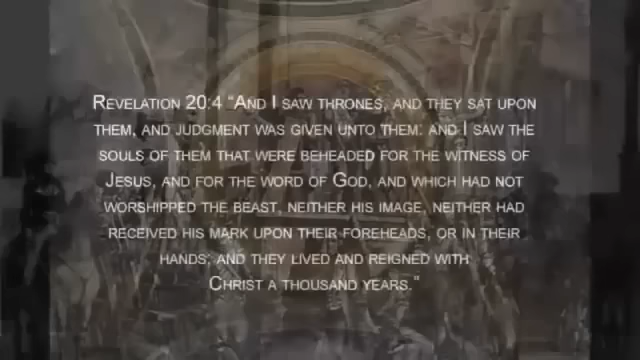 Revelation 20:4 “And I saw thrones, and they sat upon
them, and judgment was given unto them: and I saw the
souls of them that were beheaded for the witness of
Jesus, and for the word of God, and which had not
worshipped the beast, neither his image, neither had
received his mark upon their foreheads, or in their
hands; and they lived and reigned with
Christ a thousand years.”